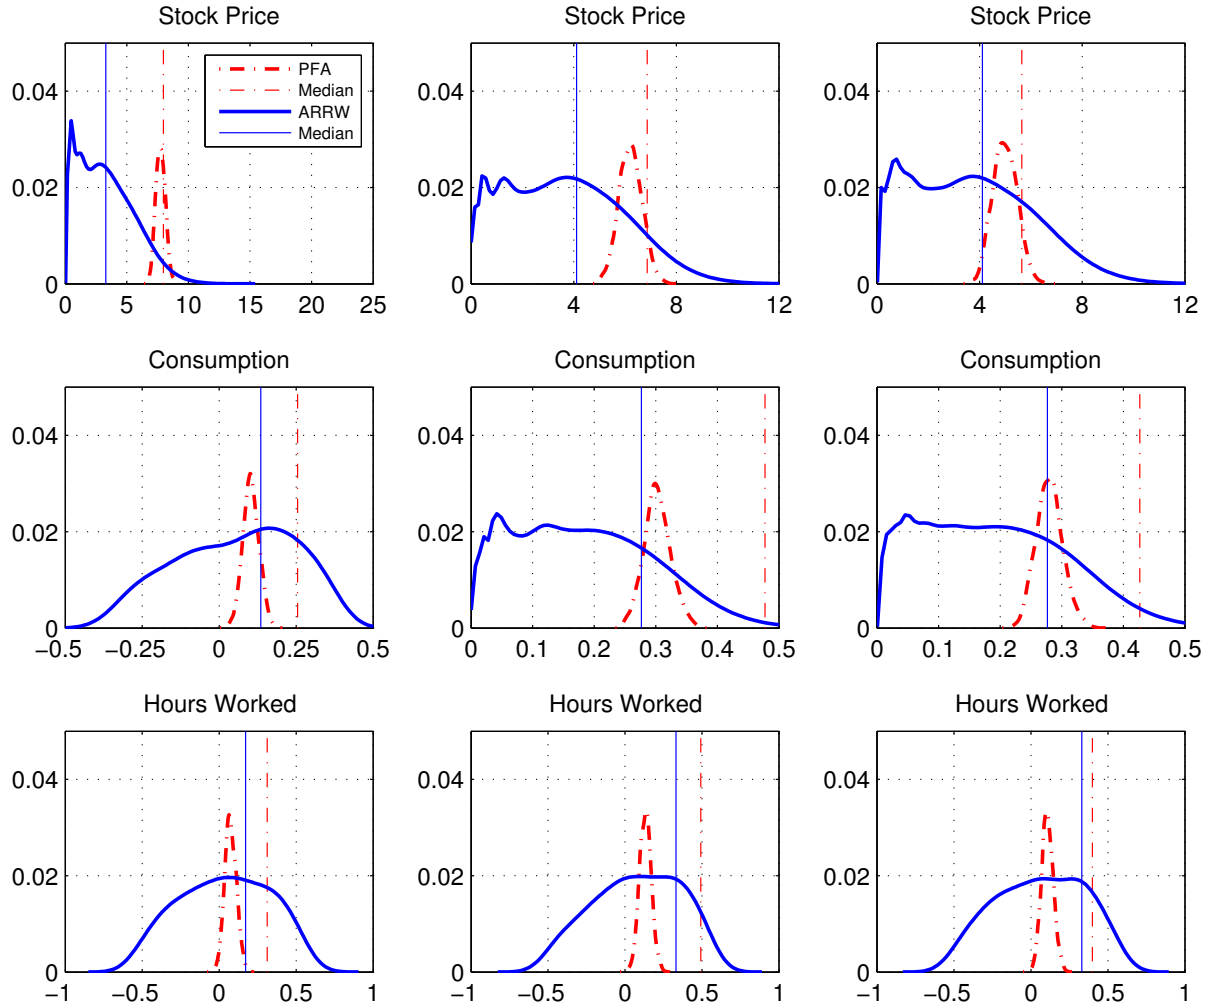 Stock Price Stock Price Stock Price
0.04 0.04 0.04
0.02 0.02 0.02
0 0 0
0 5 10 15 20 25 0 4 8 12 0 4 8 12
PFA
Median
ARRW
Median
Consumption Consumption Consumption
0.04 0.04 0.04
0.02 0.02 0.02
0 0 0
−0.5 −0.25 0 0.25 0.5 0 0.1 0.2 0.3 0.4 0.5 0 0.1 0.2 0.3 0.4 0.5
Hours Worked Hours Worked Hours Worked
0.04 0.04 0.04
0.02 0.02 0.02
0 0 0
−1 −0.5 0 0.5 1 −1 −0.5 0 0.5 1 −1 −0.5 0 0.5 1